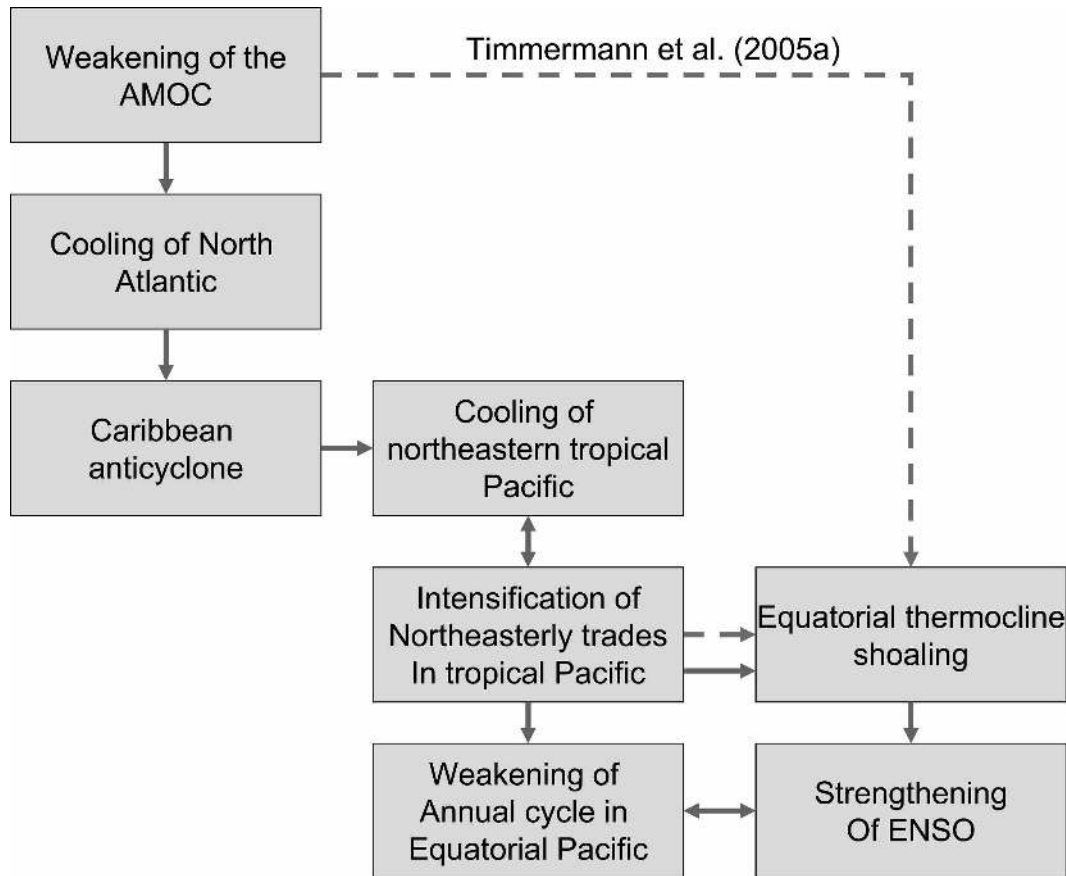 Weakening of the
AMOC
Timmermann et al. (2005a)
Cooling of North
Atlantic
Caribbean
anticyclone
Cooling of
northeastern tropical
Pacific
Intensification of
Northeasterly trades
In tropical Pacific
Equatorial thermocline
shoaling
Weakening of
Annual cycle in
Equatorial Pacific
Strengthening
Of ENSO